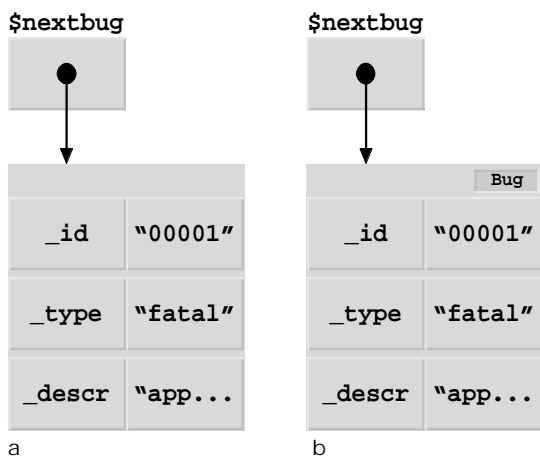 $nextbug $nextbug
Bug
_id “00001” _id “00001”
_type “fatal” _type “fatal”
_descr “app... _descr “app...
a b